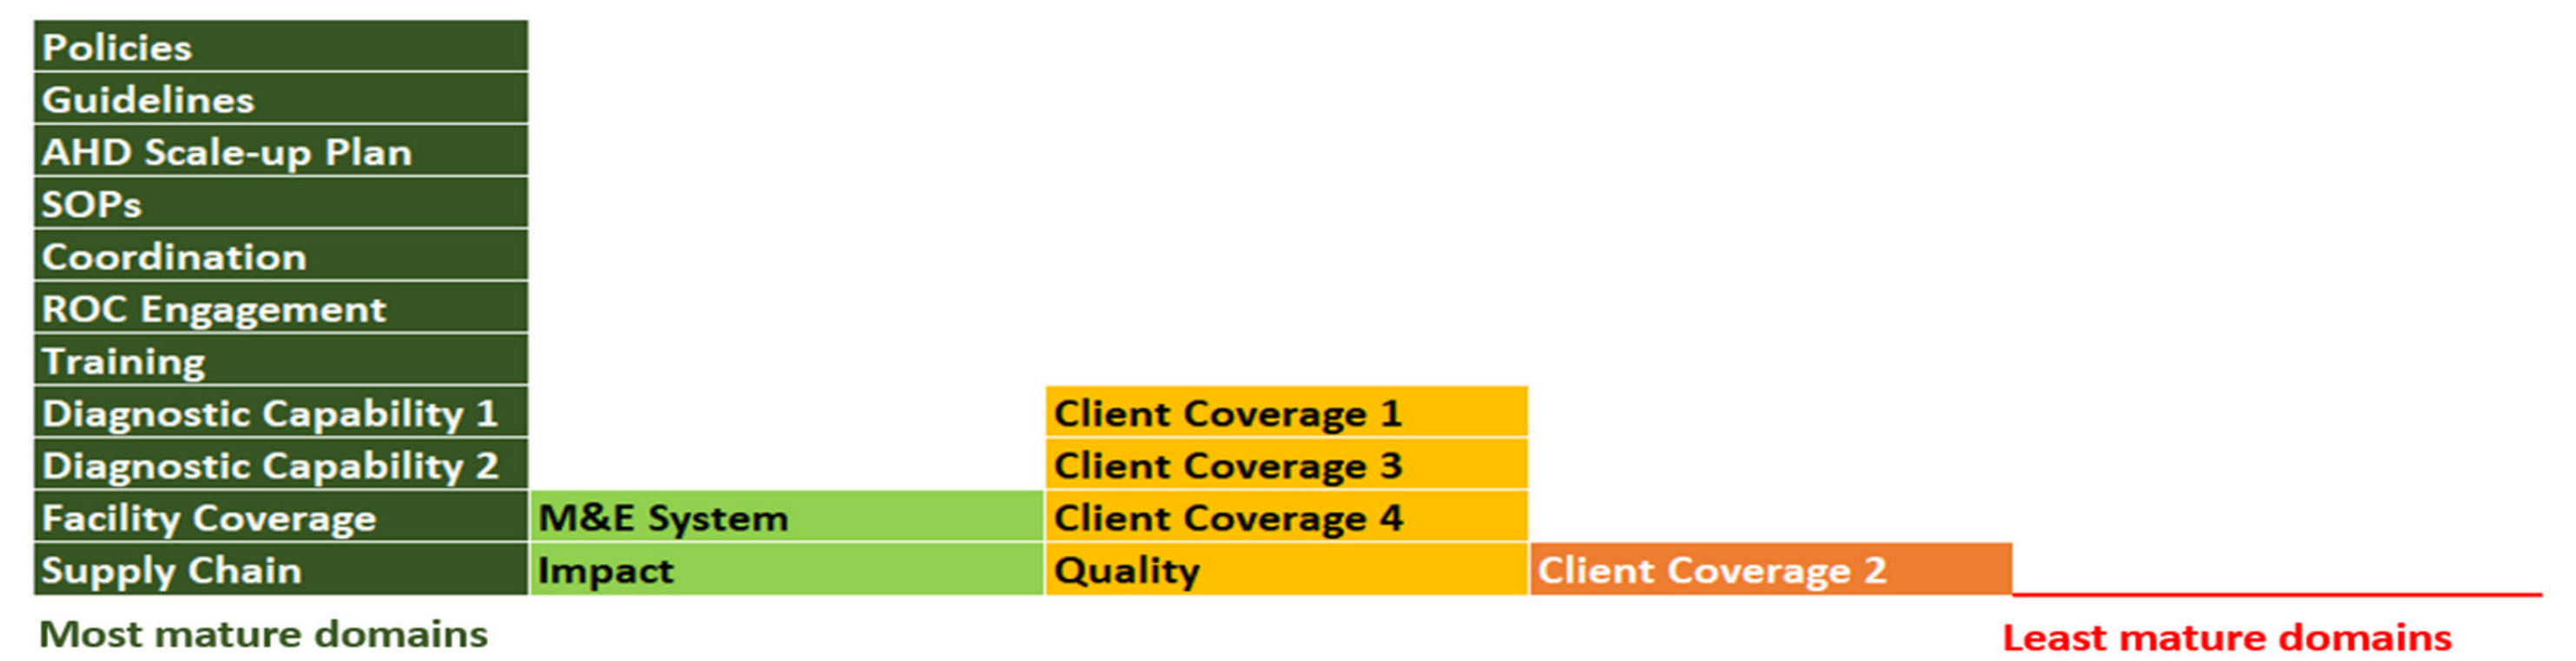 Policies
Guidelines
AHD Scale-up Plan
SOPs
Coordination
ROC Engagement
Training
Diagnostic Capability 1
Client Coverage 1
Diagnostic Capability 2
Client Coverage 3
Facility Coverage
M&E System
Client Coverage 4
Supply Chain
Impact
Quality
Client Coverage 2
Most mature domains
Least mature domains